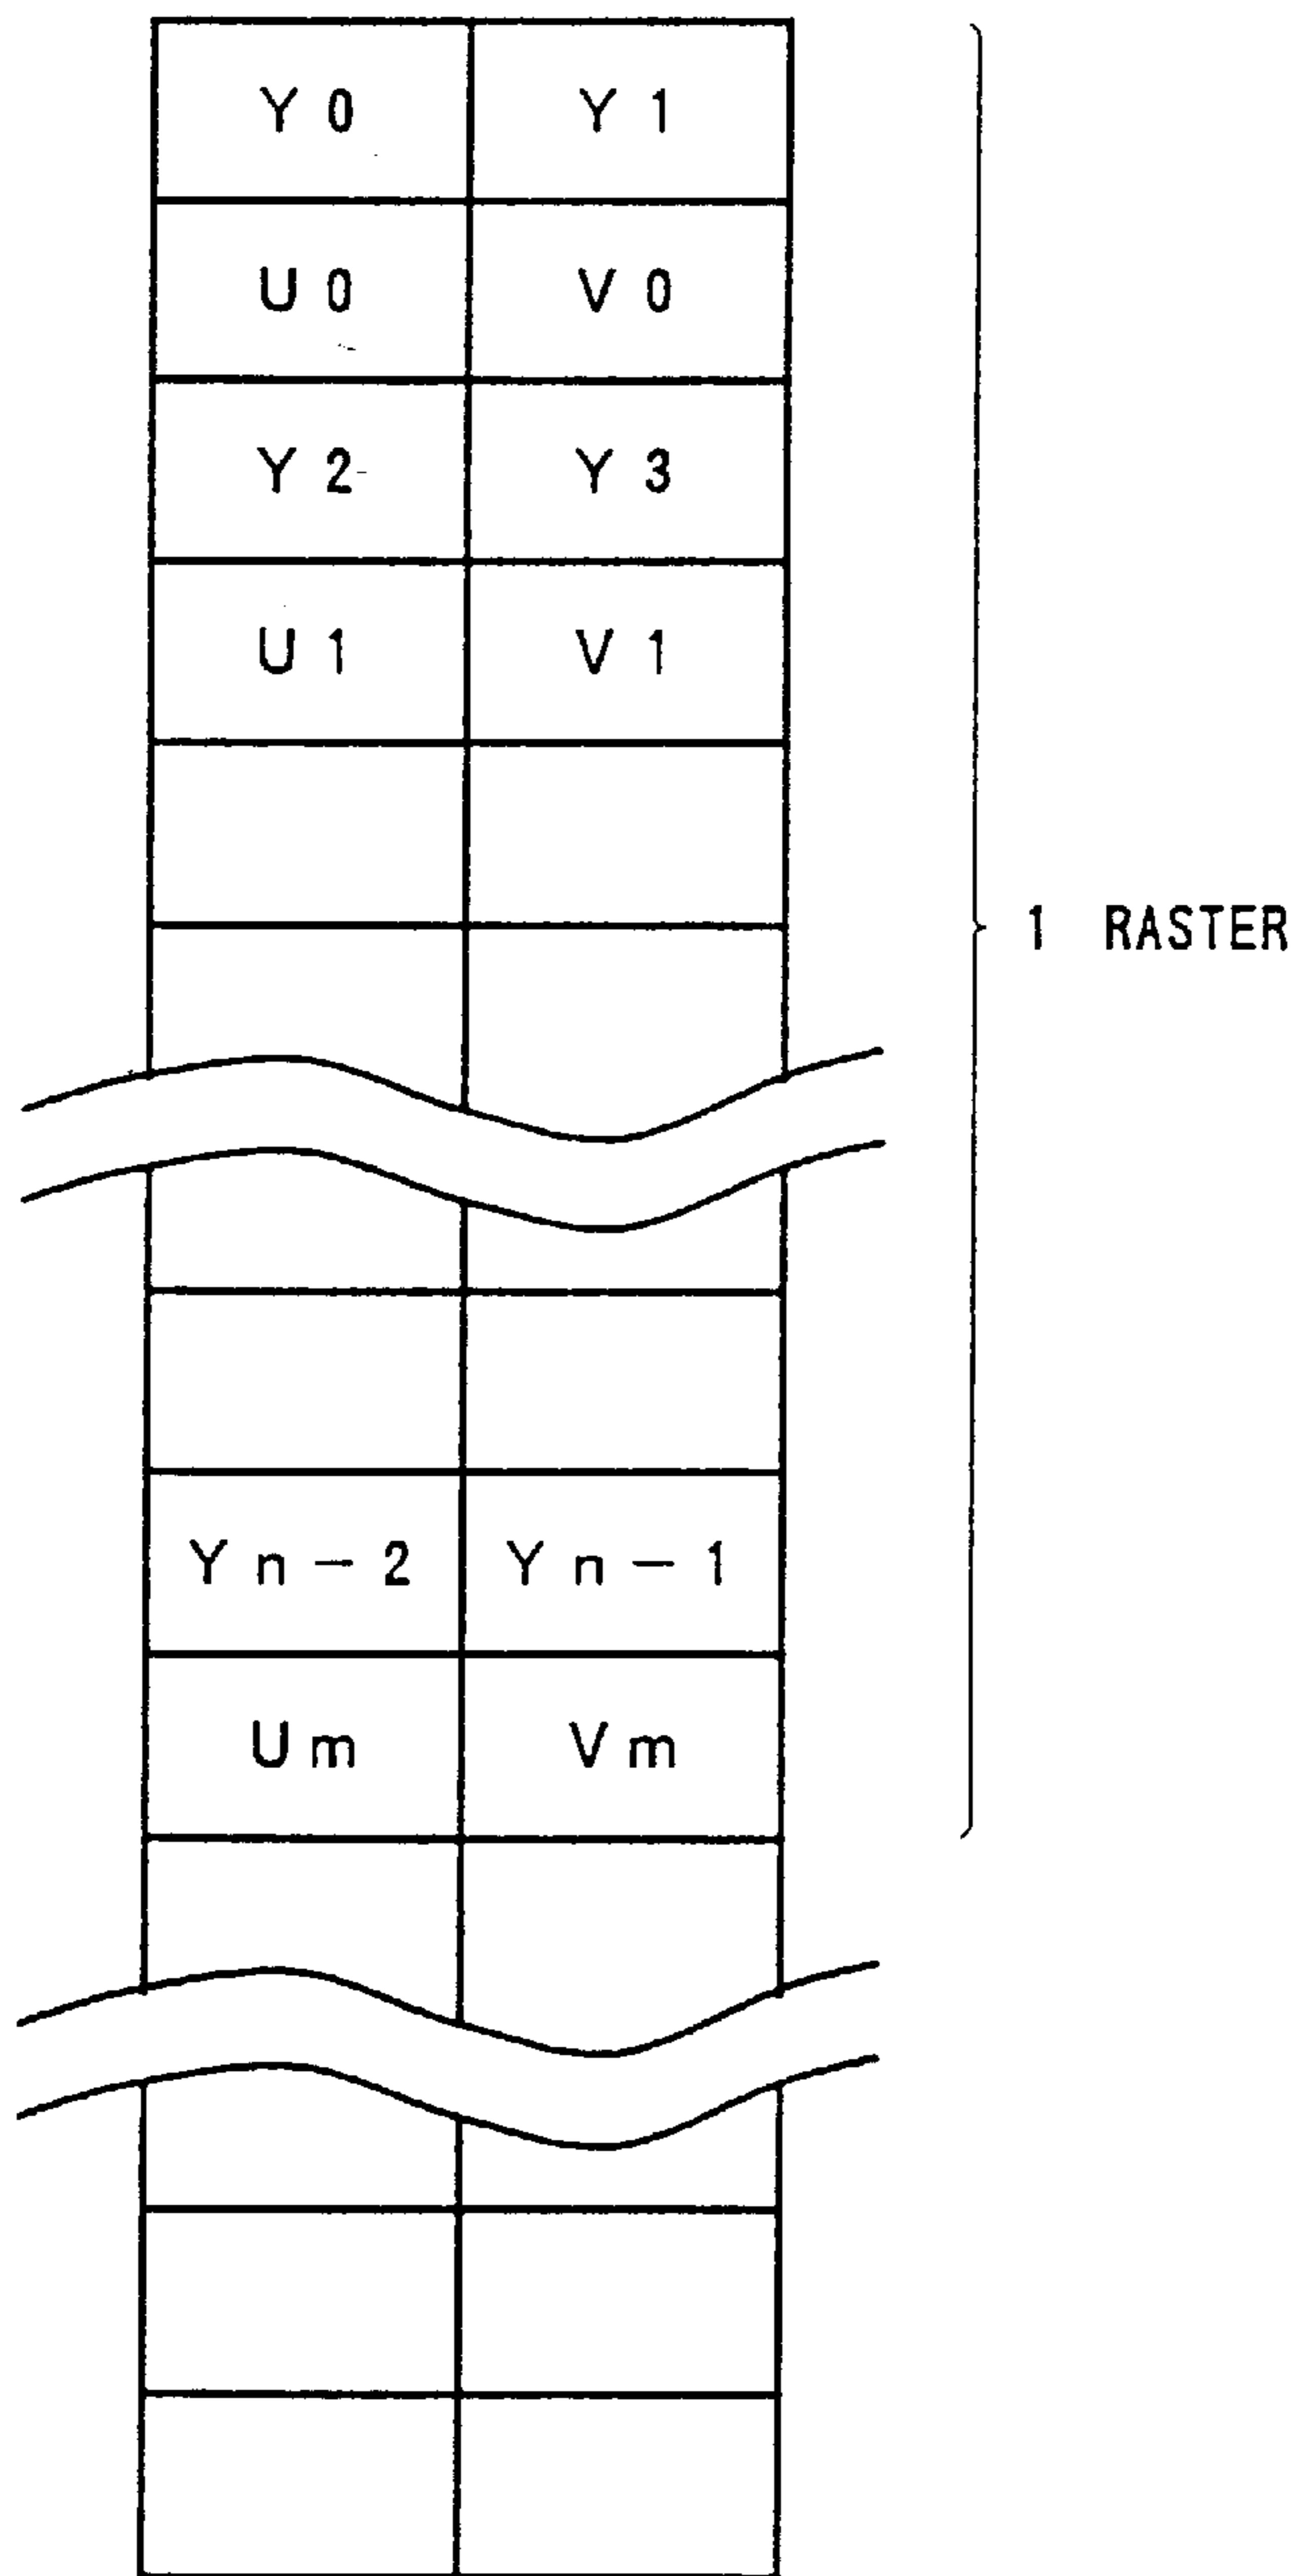 Y 0 Y 1
U 0 V 0
Y 2 Y 3
U 1 V 1
1 RASTER
Y n − 2 Y n − 1
U m V m